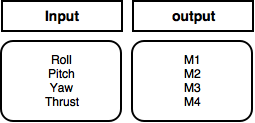 Input
output
Roll
Pitch
Yaw
Thrust
M1
M2
M3
M4